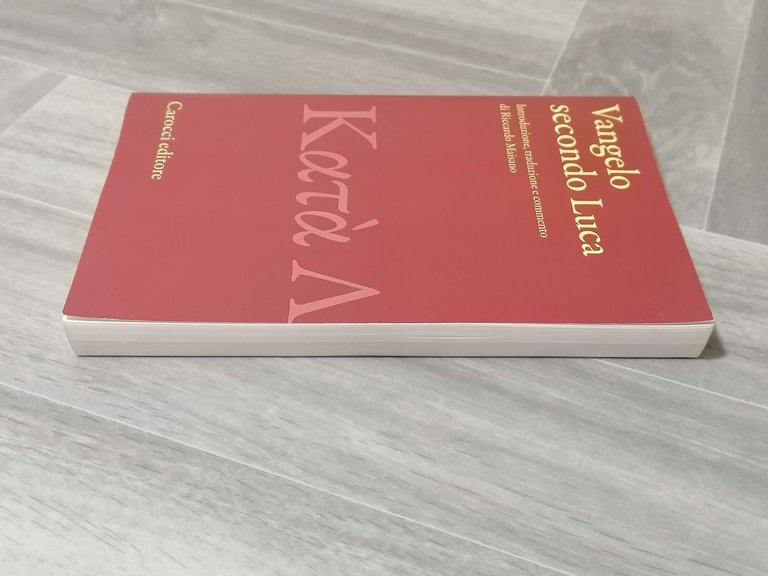 Vangelo
secondo Luca
Introduzione, traduzione e commento
di Riccardo Maisano
Κατὰ Λ
Carocci editore